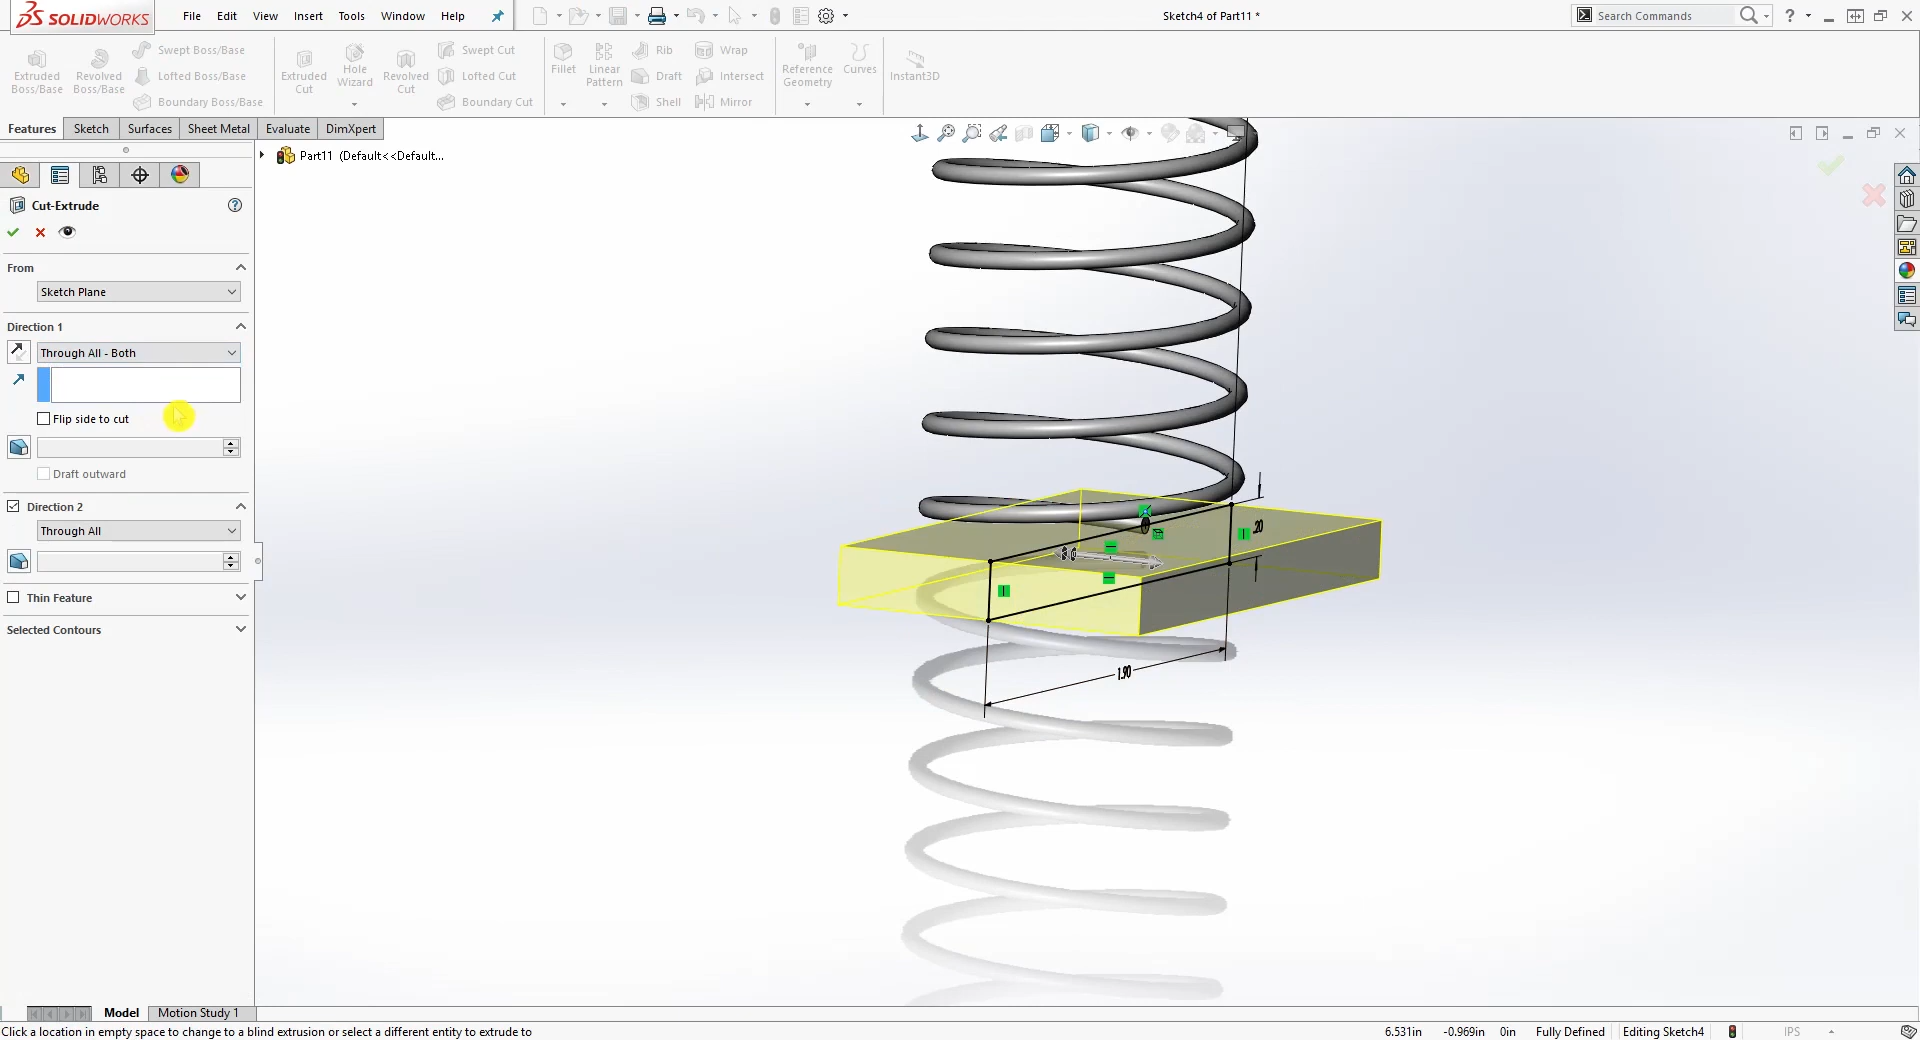 SOLIDWORKS File Edit View Insert Tools Window Help Sketch4 of Part11 * Search Commands
Extruded Boss/Base
Revolved Boss/Base
Swept Boss/Base
Lofted Boss/Base
Boundary Boss/Base
Extruded Cut
Hole Wizard
Revolved Cut
Swept Cut
Lofted Cut
Boundary Cut
Fillet
Linear Pattern
Rib
Draft
Shell
Wrap
Intersect
Mirror
Reference Geometry
Curves
Instant3D
Features Sketch Surfaces Sheet Metal Evaluate DimXpert
Part11 (Default<<Default...
Cut-Extrude
From
Sketch Plane
Direction 1
Through All - Both
Flip side to cut
Draft outward
Direction 2
Through All
Thin Feature
Selected Contours
.20
1.90
Model Motion Study 1
Click a location in empty space to change to a blind extrusion or select a different entity to extrude to 6.531in -0.969in 0in Fully Defined Editing Sketch4 IPS